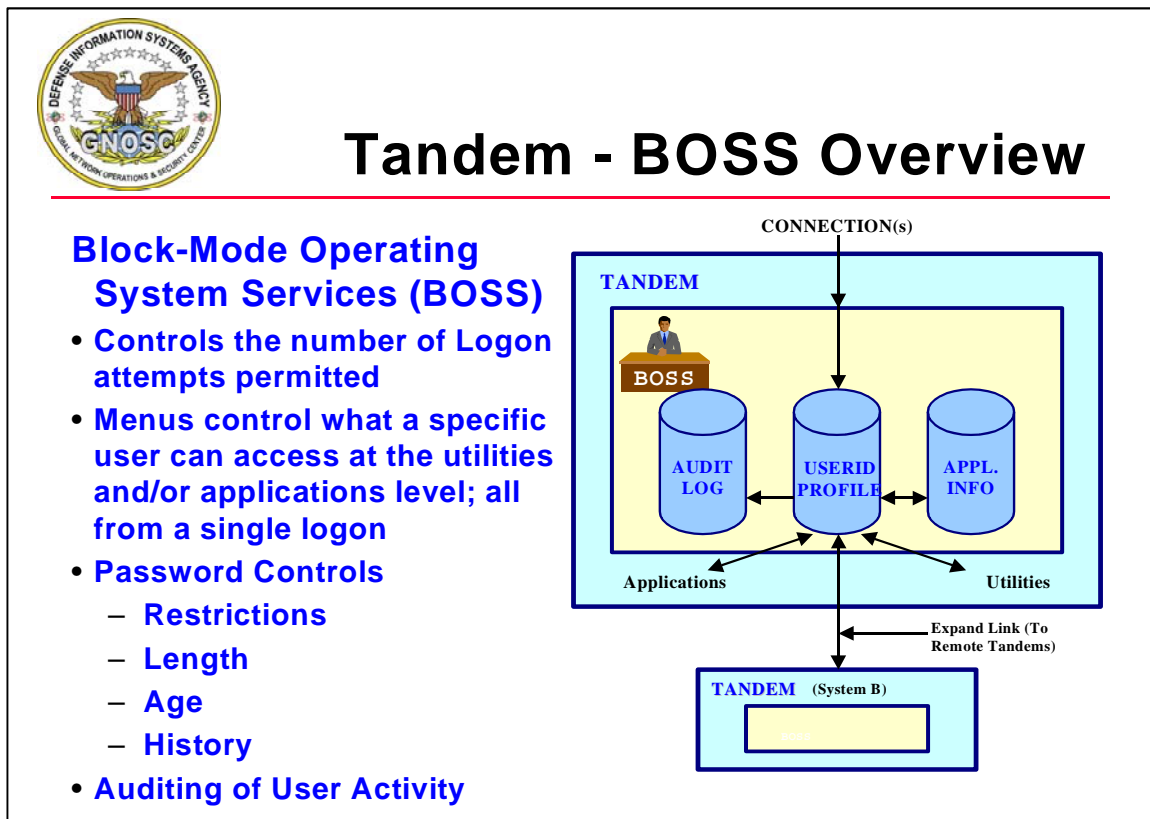 DEFENSE INFORMATION SYSTEMS AGENCY
GNOSC
GLOBAL NETWORK OPERATIONS & SECURITY CENTER
Tandem - BOSS Overview
Block-Mode Operating
System Services (BOSS)
• Controls the number of Logon
attempts permitted
• Menus control what a specific
user can access at the utilities
and/or applications level; all
from a single logon
• Password Controls
– Restrictions
– Length
– Age
– History
• Auditing of User Activity
CONNECTION(s)
TANDEM
BOSS
AUDIT
LOG
USERID
PROFILE
APPL.
INFO
Applications
Utilities
Expand Link (To
Remote Tandems)
TANDEM (System B)